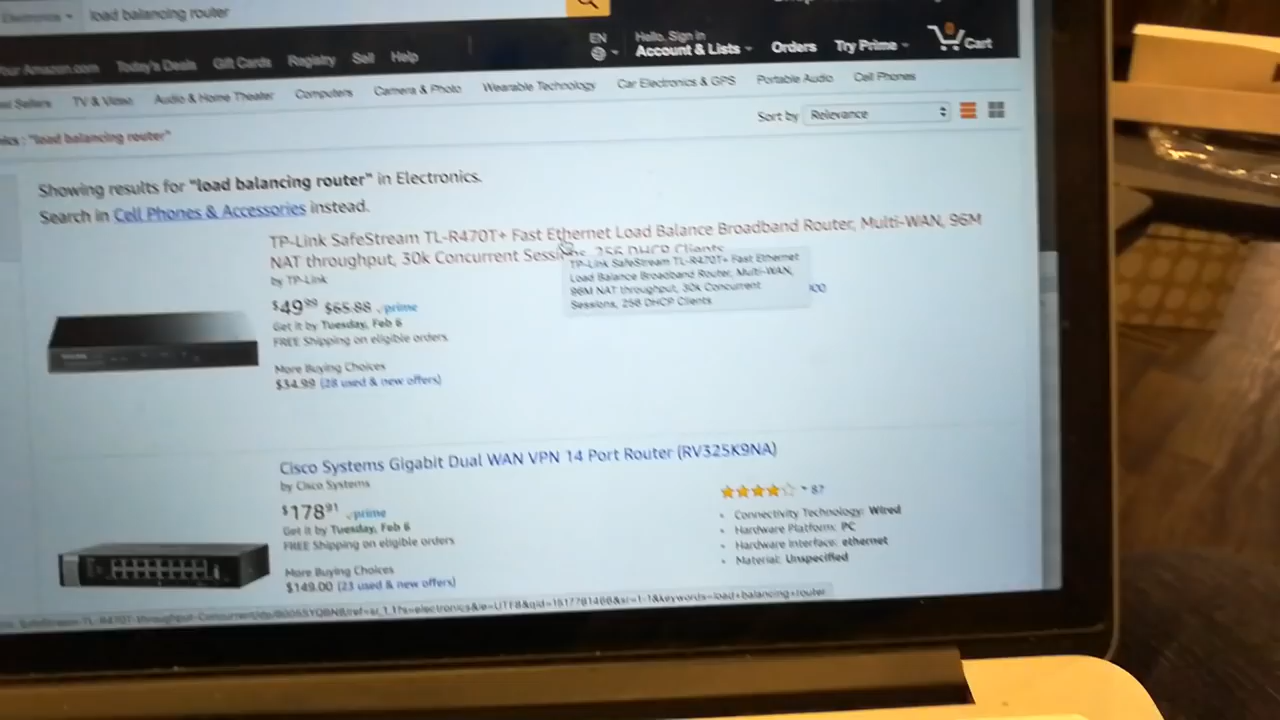 Electronics load balancing router
EN Hello. Sign in
Your Amazon.com Today's Deals Gift Cards Registry Sell Help Account & Lists Orders Try Prime Cart
Sellers TV & Video Audio & Home Theater Computers Camera & Photo Wearable Technology Car Electronics & GPS Portable Audio Cell Phones
"load balancing router" Sort by Relevance
Showing results for "load balancing router" in Electronics.
Search in Cell Phones & Accessories instead.
TP-Link SafeStream TL-R470T+ Fast Ethernet Load Balance Broadband Router, Multi-WAN, 96M
NAT throughput, 30k Concurrent Sessions, 256 DHCP Clients
by TP-Link
TP-Link SafeStream TL-R470T+ Fast Ethernet
Load Balance Broadband Router, Multi-WAN,
96M NAT throughput, 30k Concurrent
Sessions, 256 DHCP Clients
$49 99 $65.88 prime
Get it by Tuesday, Feb 6
FREE Shipping on eligible orders
More Buying Choices
$34.99 (28 used & new offers)
Cisco Systems Gigabit Dual WAN VPN 14 Port Router (RV325K9NA)
by Cisco Systems
$178 91 prime
Get it by Tuesday, Feb 6
FREE Shipping on eligible orders
More Buying Choices
$149.00 (23 used & new offers)
87
• Connectivity Technology: Wired
• Hardware Platform: PC
• Hardware Interface: ethernet
• Material: Unspecified